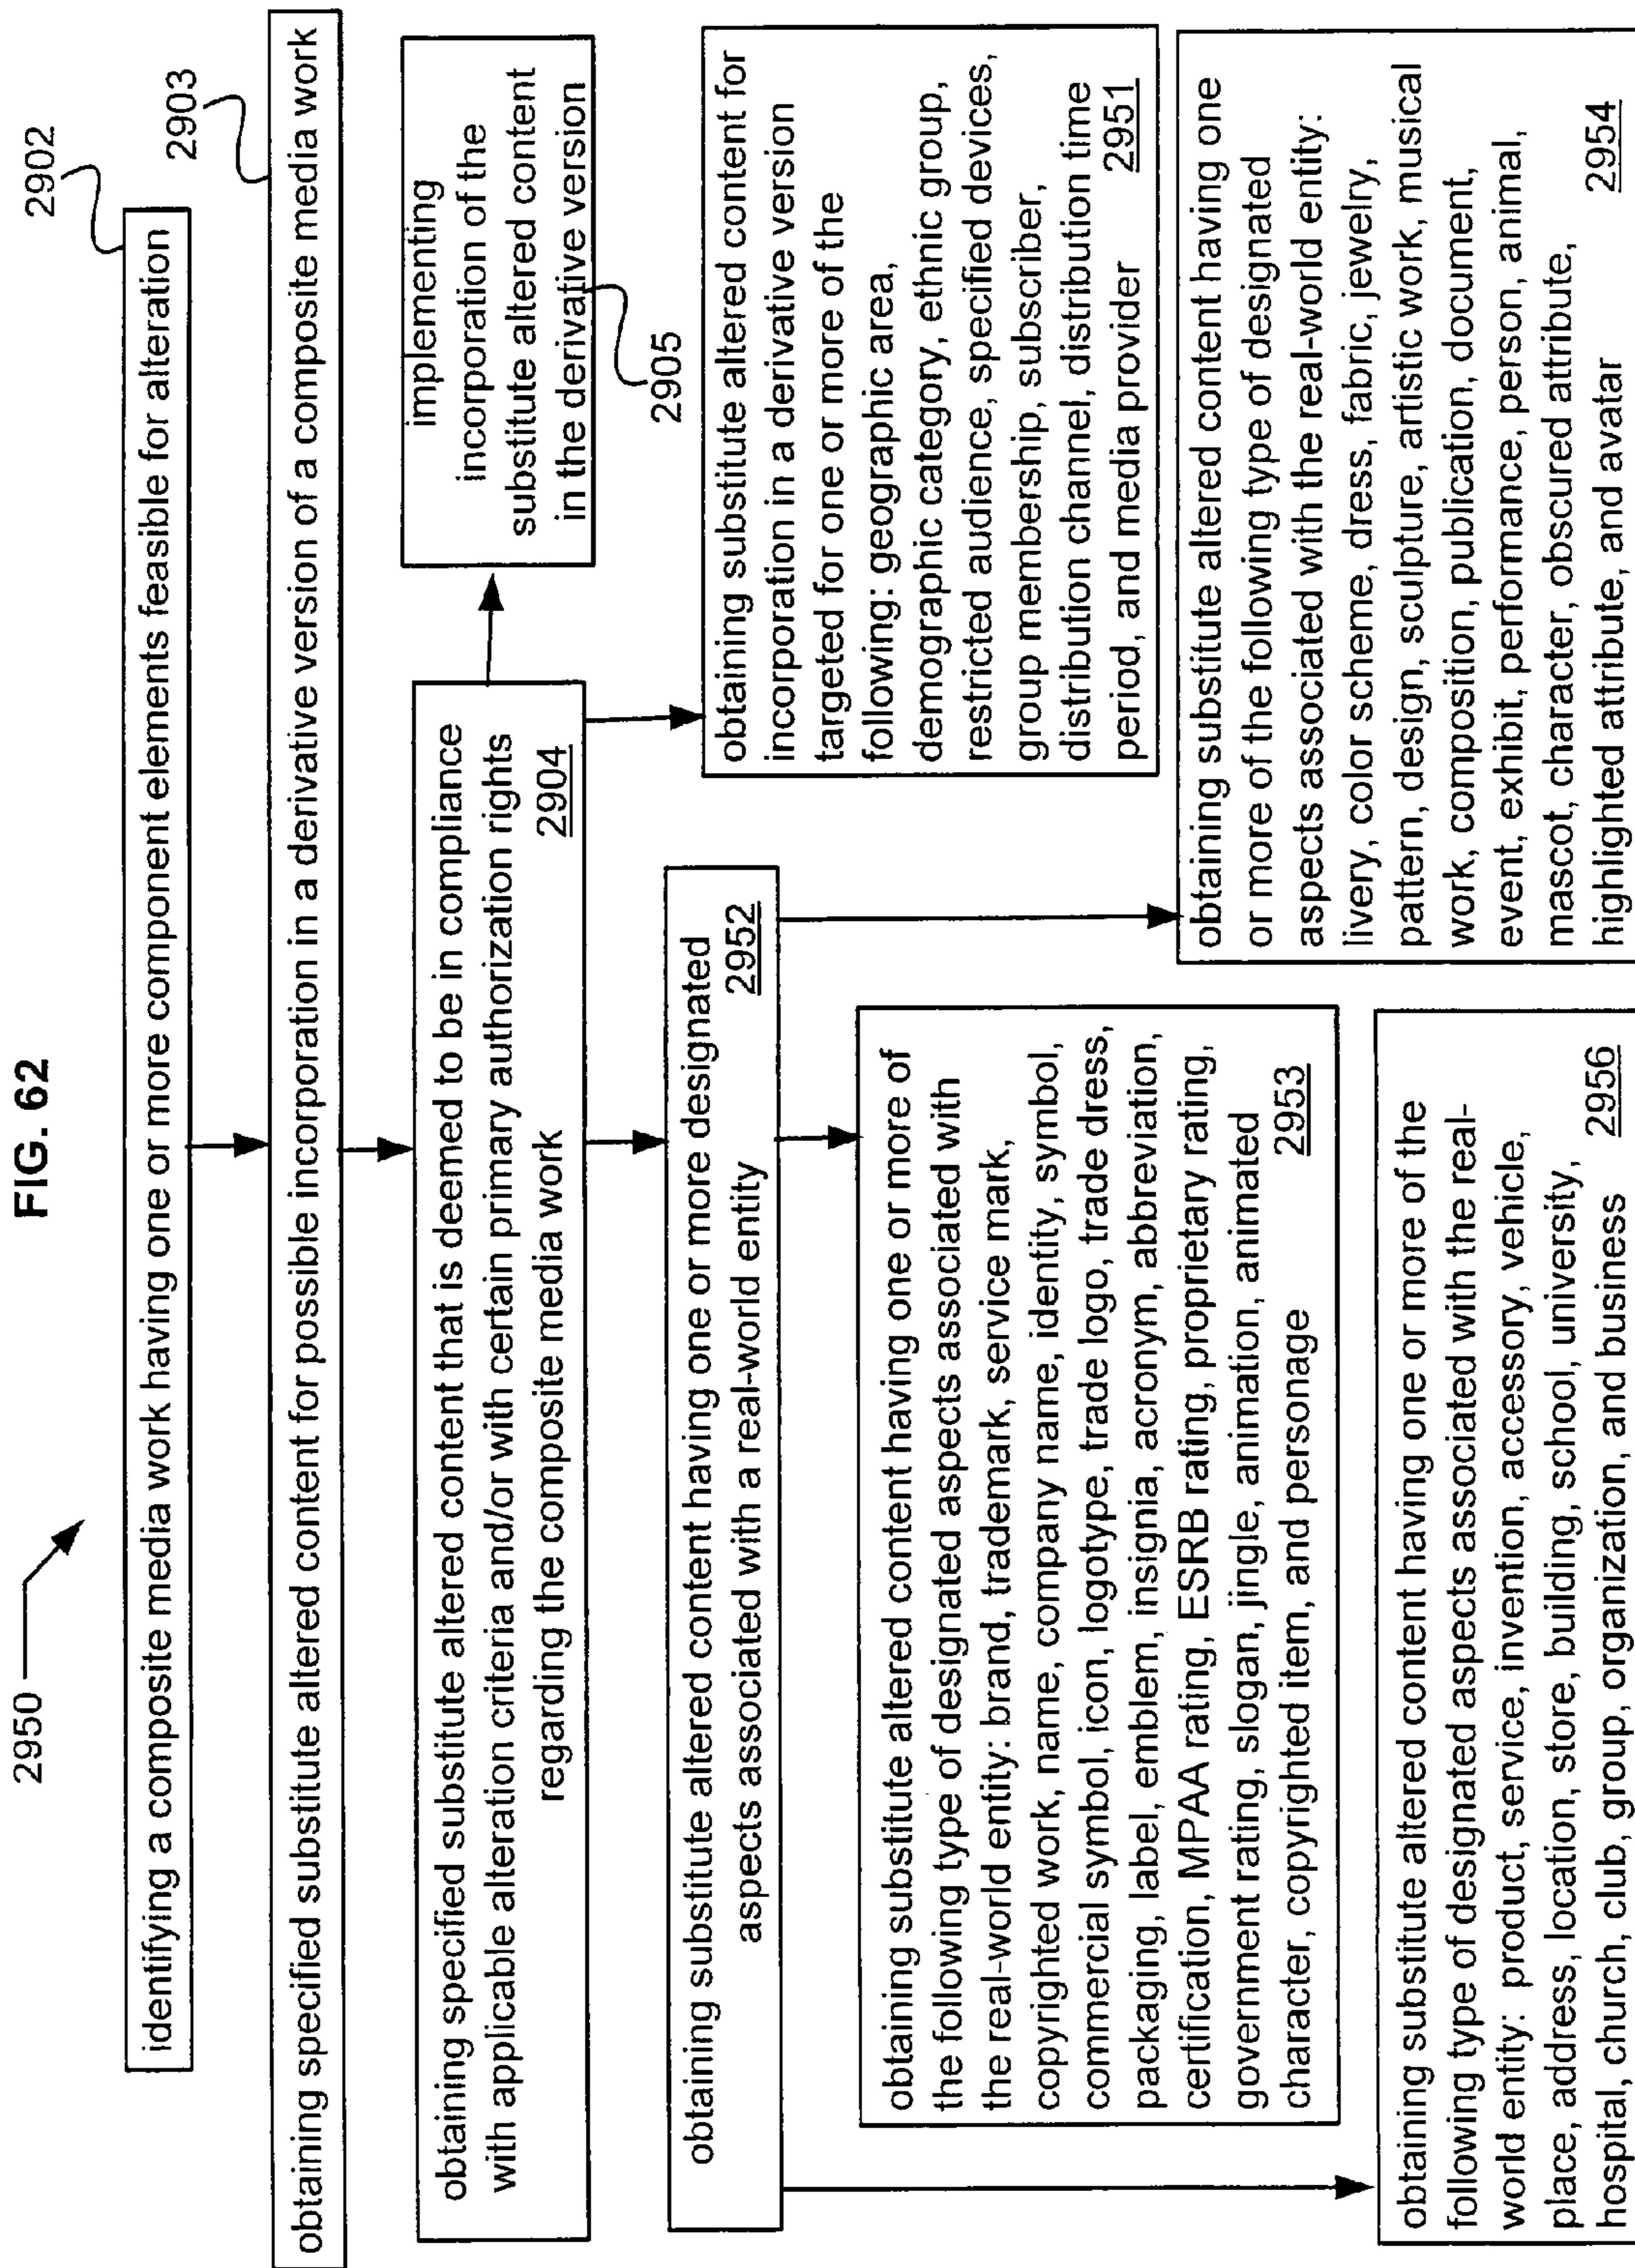 FIG. 62
2950
2902
identifying a composite media work having one or more component elements feasible for alteration
2903
obtaining specified substitute altered content for possible incorporation in a derivative version of a composite media work
obtaining specified substitute altered content that is deemed to be in compliance
with applicable alteration criteria and/or with certain primary authorization rights
regarding the composite media work 2904
implementing
incorporation of the
substitute altered content
in the derivative version
2905
obtaining substitute altered content having one or more designated
aspects associated with a real-world entity 2952
obtaining substitute altered content for
incorporation in a derivative version
targeted for one or more of the
following: geographic area,
demographic category, ethnic group,
restricted audience, specified devices,
group membership, subscriber,
distribution channel, distribution time
period, and media provider 2951
obtaining substitute altered content having one or more of
the following type of designated aspects associated with
the real-world entity: brand, trademark, service mark,
copyrighted work, name, company name, identity, symbol,
commercial symbol, icon, logotype, trade logo, trade dress,
packaging, label, emblem, insignia, acronym, abbreviation,
certification, MPAA rating, ESRB rating, proprietary rating,
government rating, slogan, jingle, animation, animated
character, copyrighted item, and personage 2953
obtaining substitute altered content having one
or more of the following type of designated
aspects associated with the real-world entity:
livery, color scheme, dress, fabric, jewelry,
pattern, design, sculpture, artistic work, musical
work, composition, publication, document,
event, exhibit, performance, person, animal,
mascot, character, obscured attribute,
highlighted attribute, and avatar 2954
obtaining substitute altered content having one or more of the
following type of designated aspects associated with the real-
world entity: product, service, invention, accessory, vehicle,
place, address, location, store, building, school, university,
hospital, church, club, group, organization, and business 2956